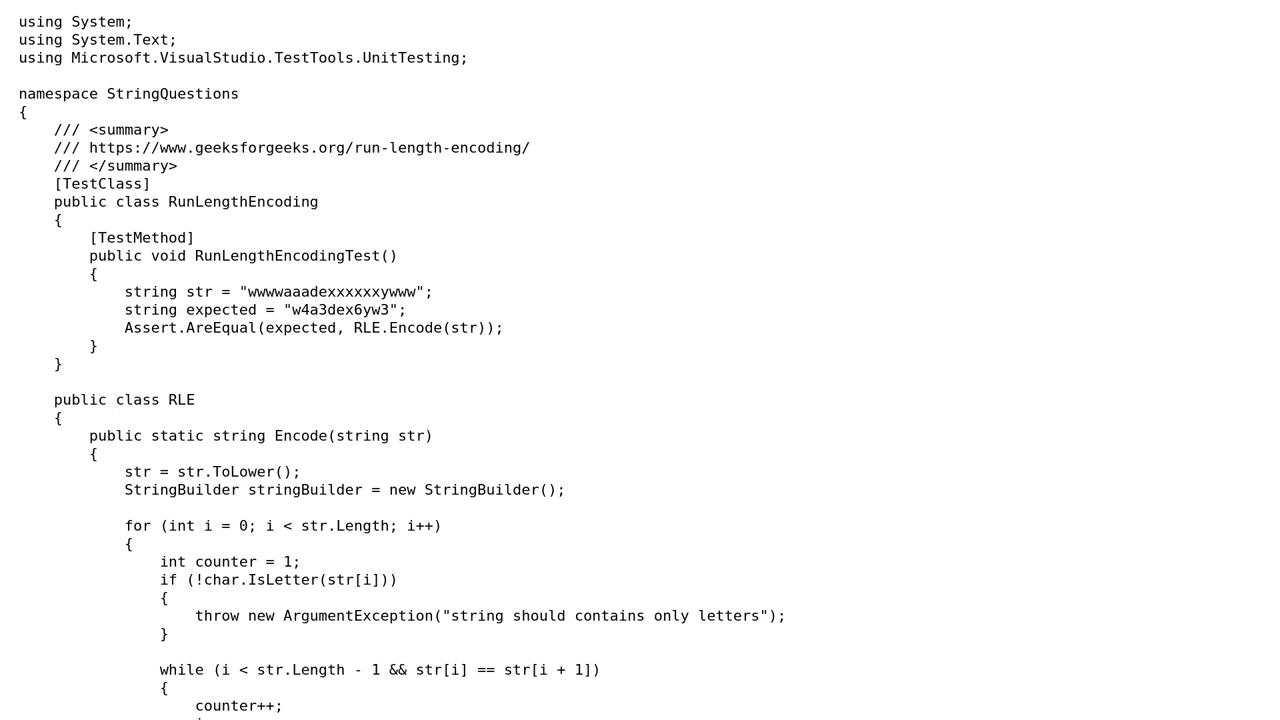 using System;
using System.Text;
using Microsoft.VisualStudio.TestTools.UnitTesting;

namespace StringQuestions
{
    /// <summary>
    /// https://www.geeksforgeeks.org/run-length-encoding/
    /// </summary>
    [TestClass]
    public class RunLengthEncoding
    {
        [TestMethod]
        public void RunLengthEncodingTest()
        {
            string str = "wwwwaaadexxxxxxywww";
            string expected = "w4a3dex6yw3";
            Assert.AreEqual(expected, RLE.Encode(str));
        }
    }

    public class RLE
    {
        public static string Encode(string str)
        {
            str = str.ToLower();
            StringBuilder stringBuilder = new StringBuilder();

            for (int i = 0; i < str.Length; i++)
            {
                int counter = 1;
                if (!char.IsLetter(str[i]))
                {
                    throw new ArgumentException("string should contains only letters");
                }

                while (i < str.Length - 1 && str[i] == str[i + 1])
                {
                    counter++;